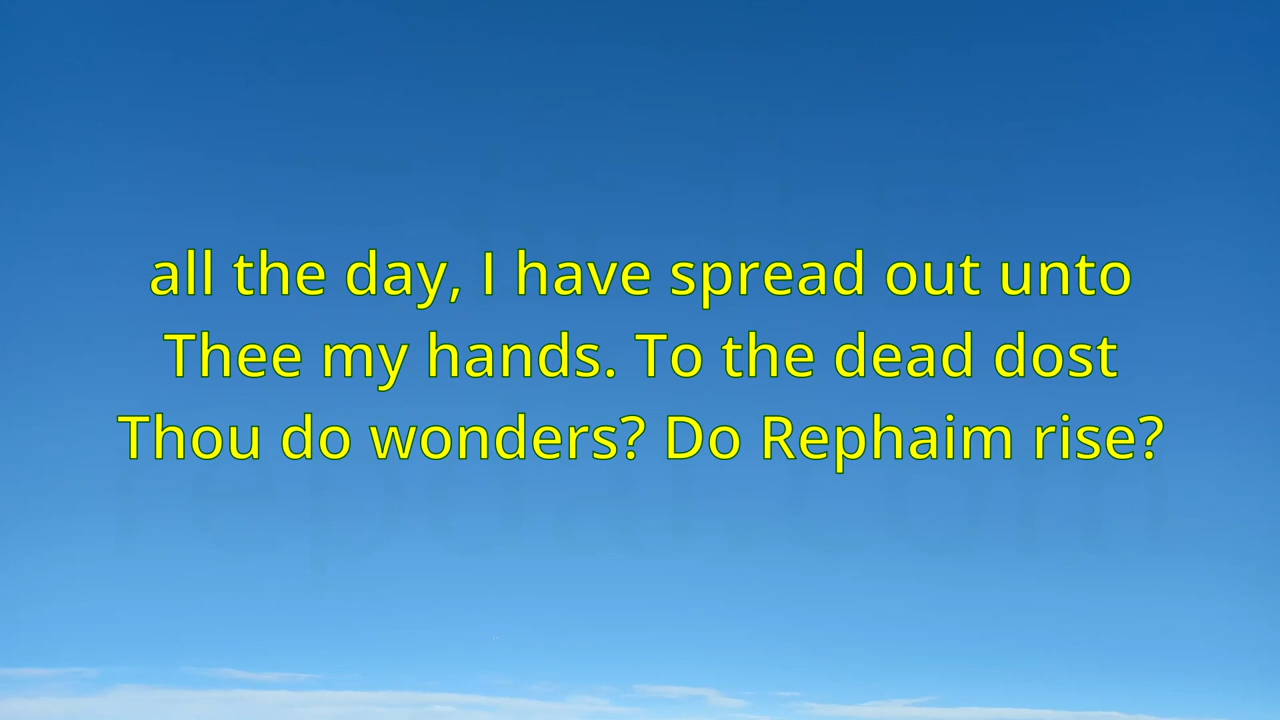 all the day, I have spread out unto
Thee my hands. To the dead dost
Thou do wonders? Do Rephaim rise?